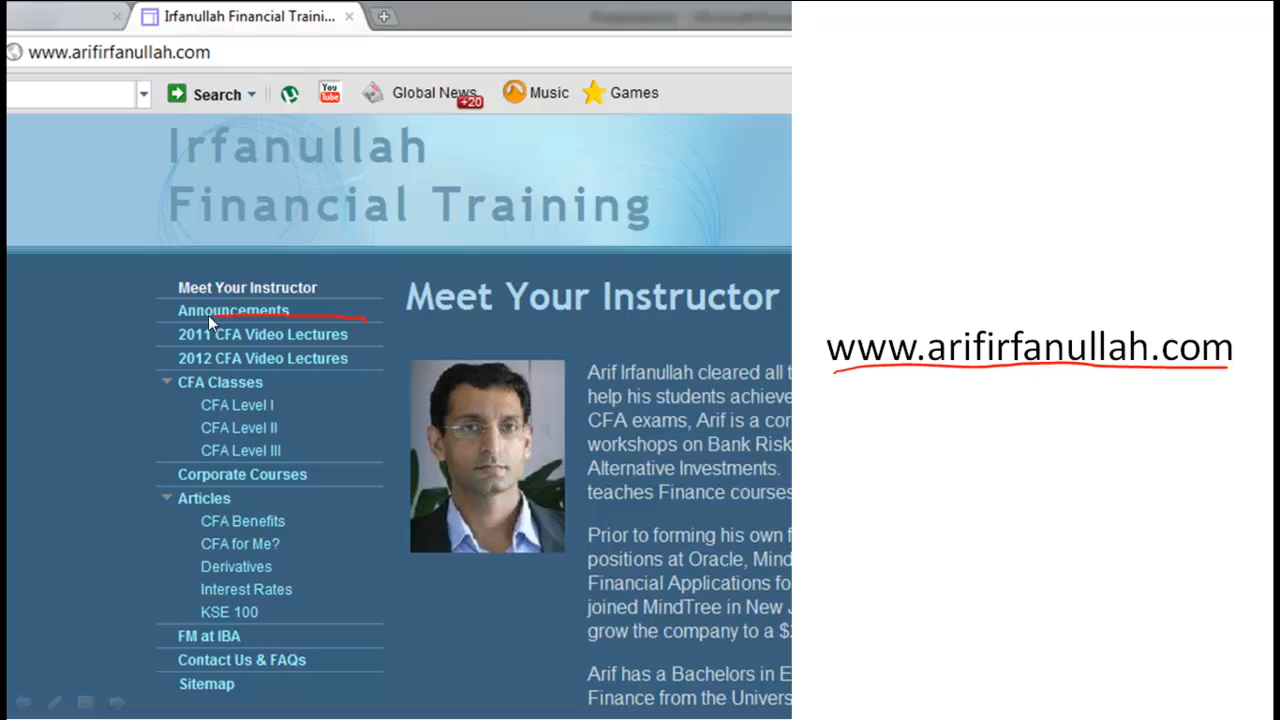 Irfanullah Financial Traini...
www.arifirfanullah.com
Search
You
Tube
Global News
+20
Music
Games
Irfanullah
Financial Training
Meet Your Instructor
Announcements
2011 CFA Video Lectures
2012 CFA Video Lectures
CFA Classes
CFA Level I
CFA Level II
CFA Level III
Corporate Courses
Articles
CFA Benefits
CFA for Me?
Derivatives
Interest Rates
KSE 100
FM at IBA
Contact Us & FAQs
Sitemap
Meet Your Instructor
Arif Irfanullah cleared all t
help his students achieve
CFA exams, Arif is a cor
workshops on Bank Risk
Alternative Investments.
teaches Finance courses
Prior to forming his own f
positions at Oracle, Mind
Financial Applications fo
joined MindTree in New J
grow the company to a $
Arif has a Bachelors in E
Finance from the Univers
www.arifirfanullah.com